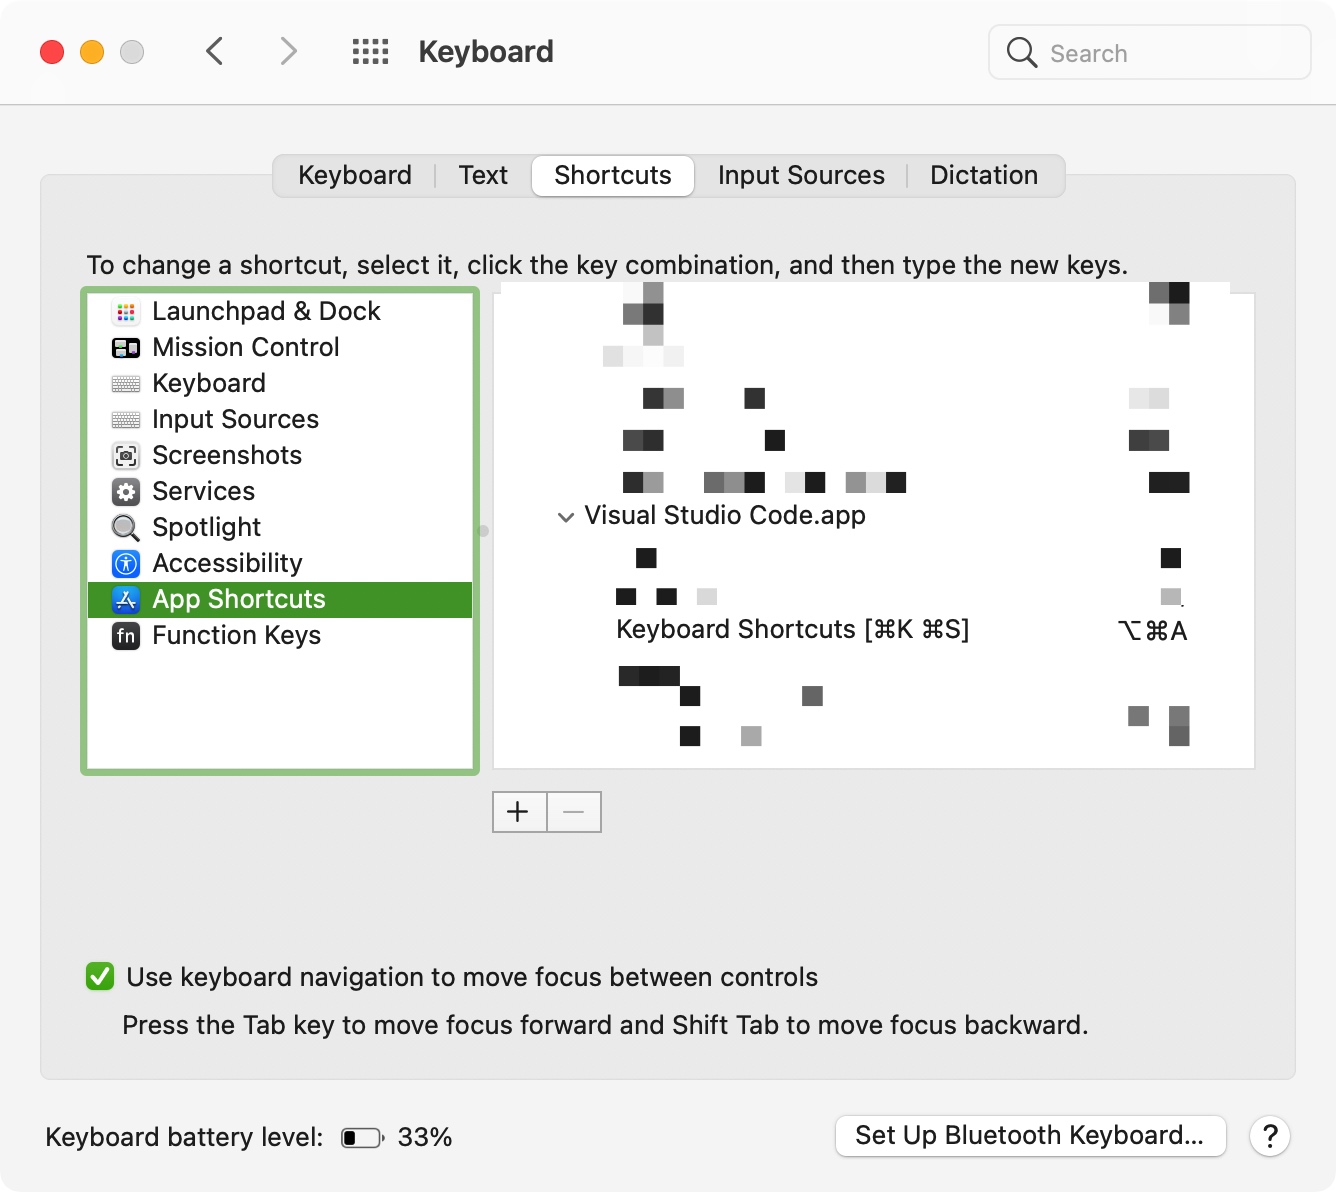 Keyboard
Search
Keyboard Text Shortcuts Input Sources Dictation
To change a shortcut, select it, click the key combination, and then type the new keys.
Launchpad & Dock
Mission Control
Keyboard
Input Sources
Screenshots
Services
Spotlight
Accessibility
App Shortcuts
fn Function Keys
Visual Studio Code.app
Keyboard Shortcuts [⌘K ⌘S] ⌥⌘A
+ −
Use keyboard navigation to move focus between controls
Press the Tab key to move focus forward and Shift Tab to move focus backward.
Keyboard battery level: 33%
Set Up Bluetooth Keyboard... ?